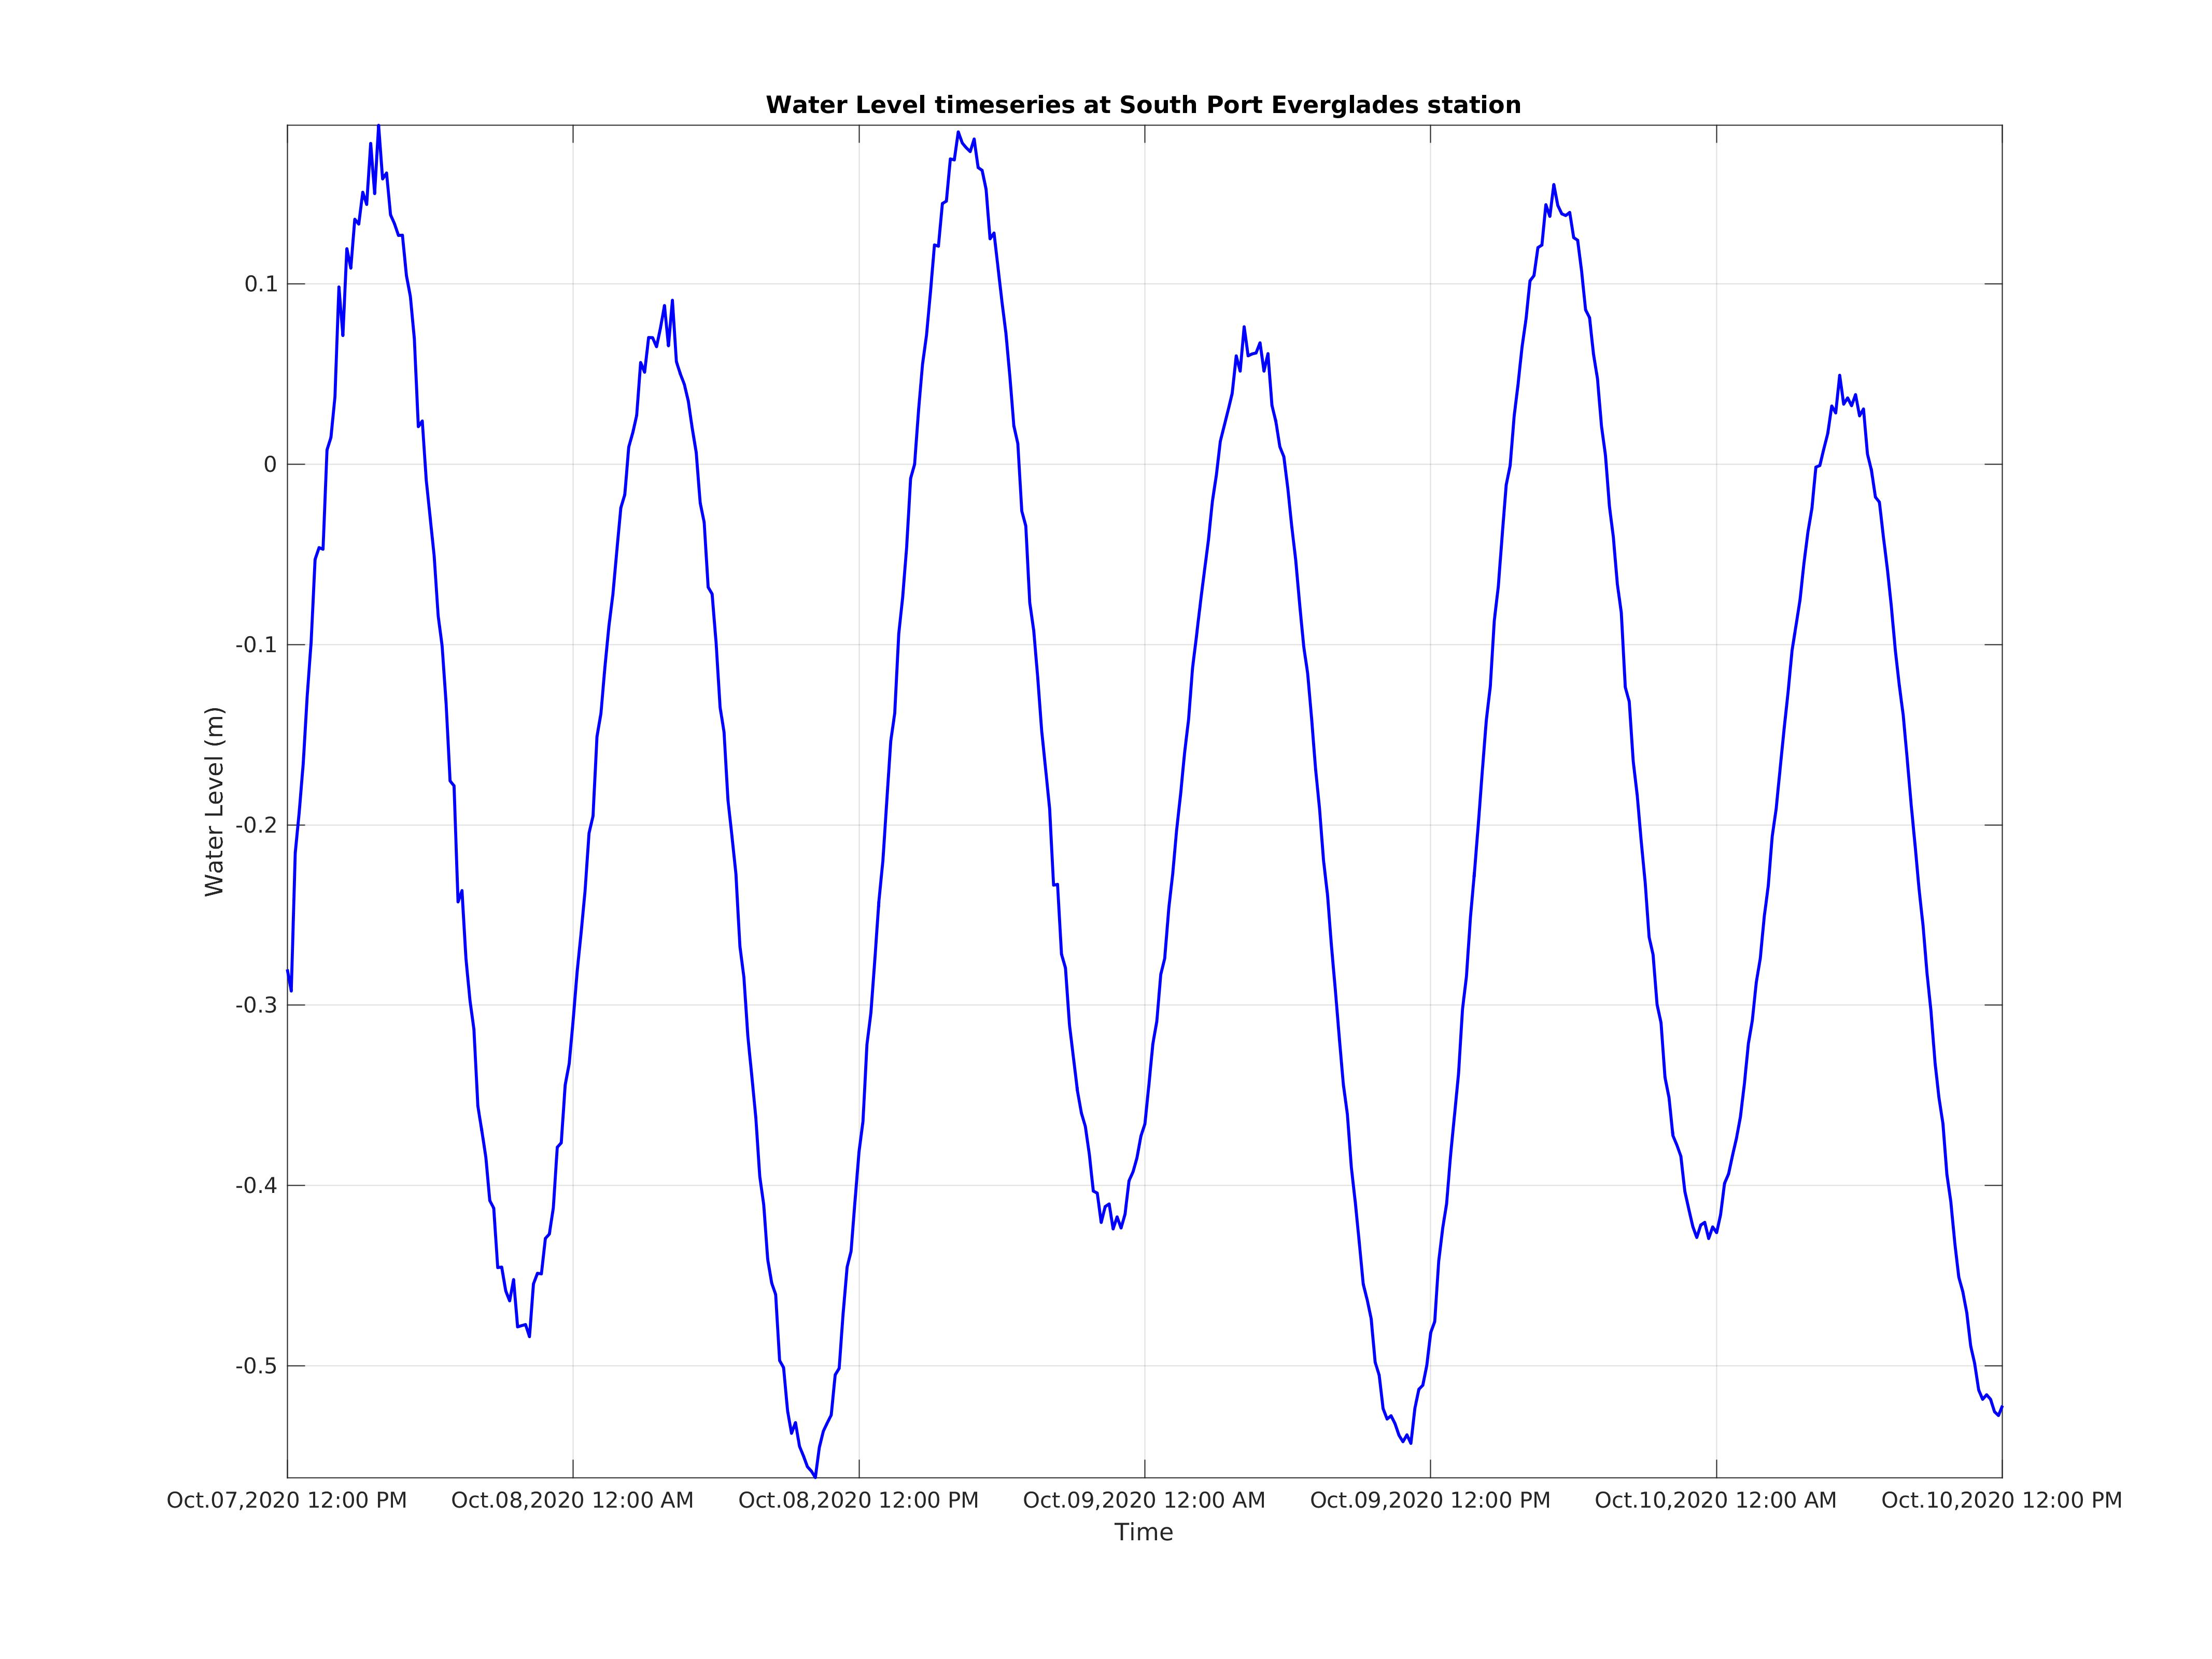 Water Level timeseries at South Port Everglades station
0.1
0
-0.1
-0.2
-0.3
-0.4
-0.5
Water Level (m)
Oct.07,2020 12:00 PM
Oct.08,2020 12:00 AM
Oct.08,2020 12:00 PM
Oct.09,2020 12:00 AM
Oct.09,2020 12:00 PM
Oct.10,2020 12:00 AM
Oct.10,2020 12:00 PM
Time